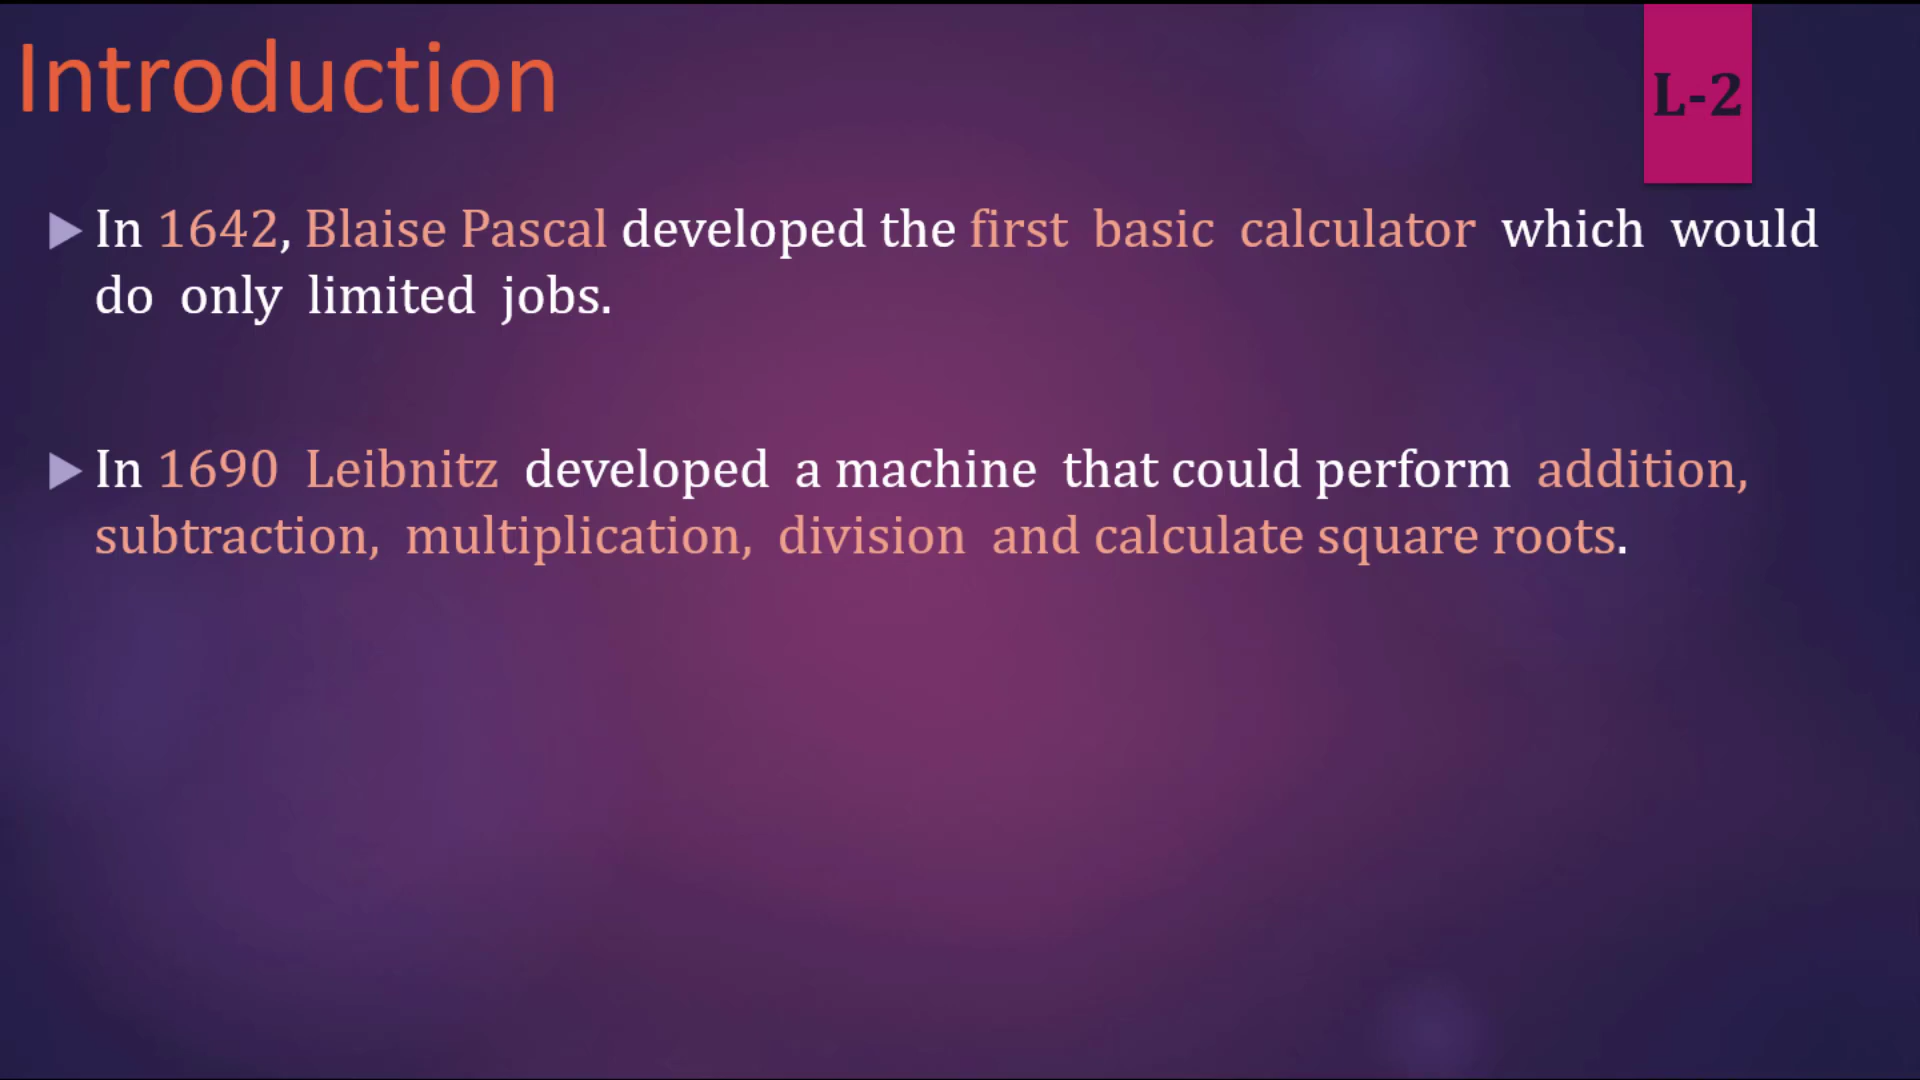 Introduction
L-2
In 1642, Blaise Pascal developed the first basic calculator which would
do only limited jobs.
In 1690 Leibnitz developed a machine that could perform addition,
subtraction, multiplication, division and calculate square roots.